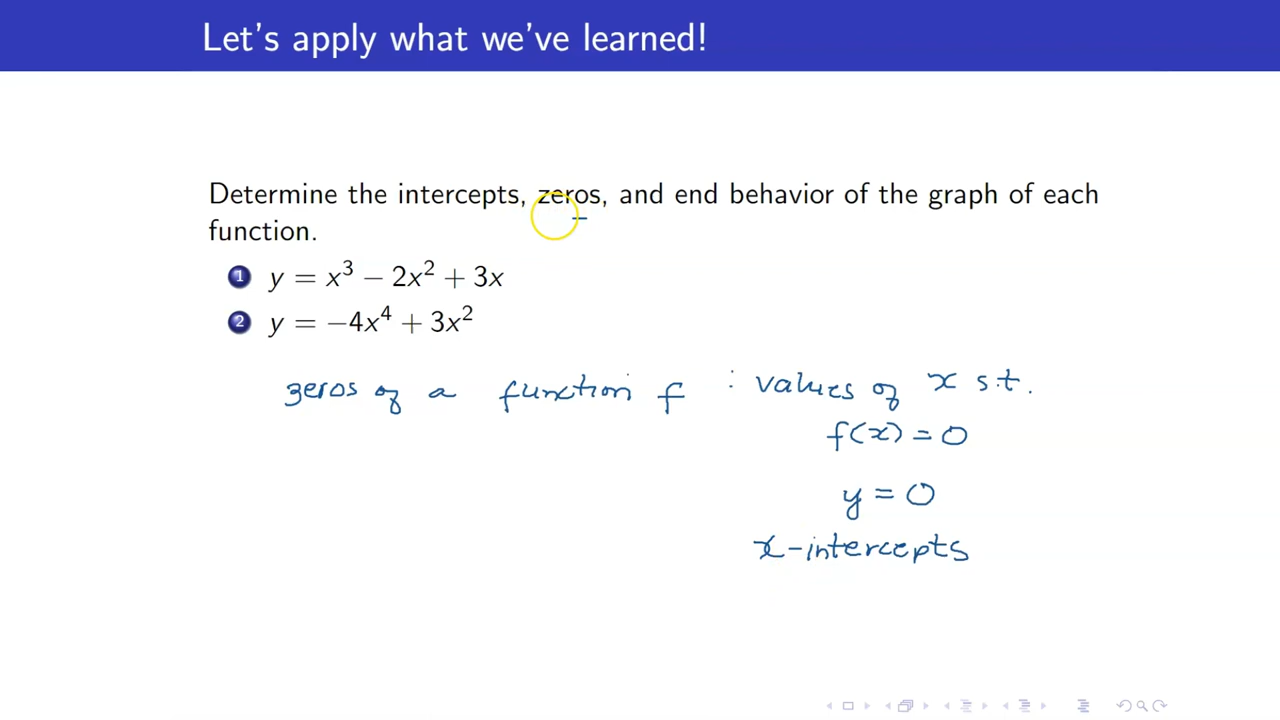 Let's apply what we've learned!
Determine the intercepts, zeros, and end behavior of the graph of each
function.
1 y = x³ − 2x² + 3x
2 y = −4x⁴ + 3x²
zeros of a function f : values of x s.t.
f(x) = 0
y = 0
x-intercepts